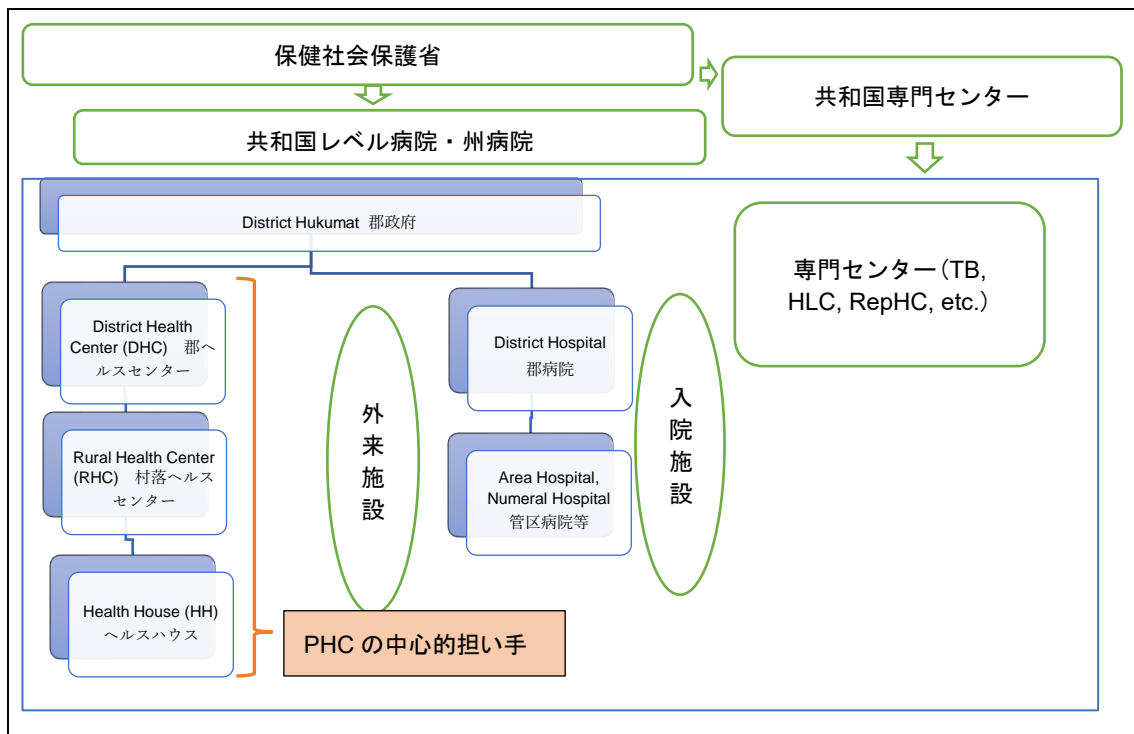 保健社会保護省
共和国専門センター
共和国レベル病院・州病院
District Hukumat 郡政府
専門センター（TB,
HLC, RepHC, etc.）
District Health
Center (DHC) 郡ヘ
ルスセンター
District Hospital
郡病院
外来施設
入院施設
Rural Health Center
(RHC) 村落ヘルス
センター
Area Hospital,
Numeral Hospital
管区病院等
Health House (HH)
ヘルスハウス
PHC の中心的担い手